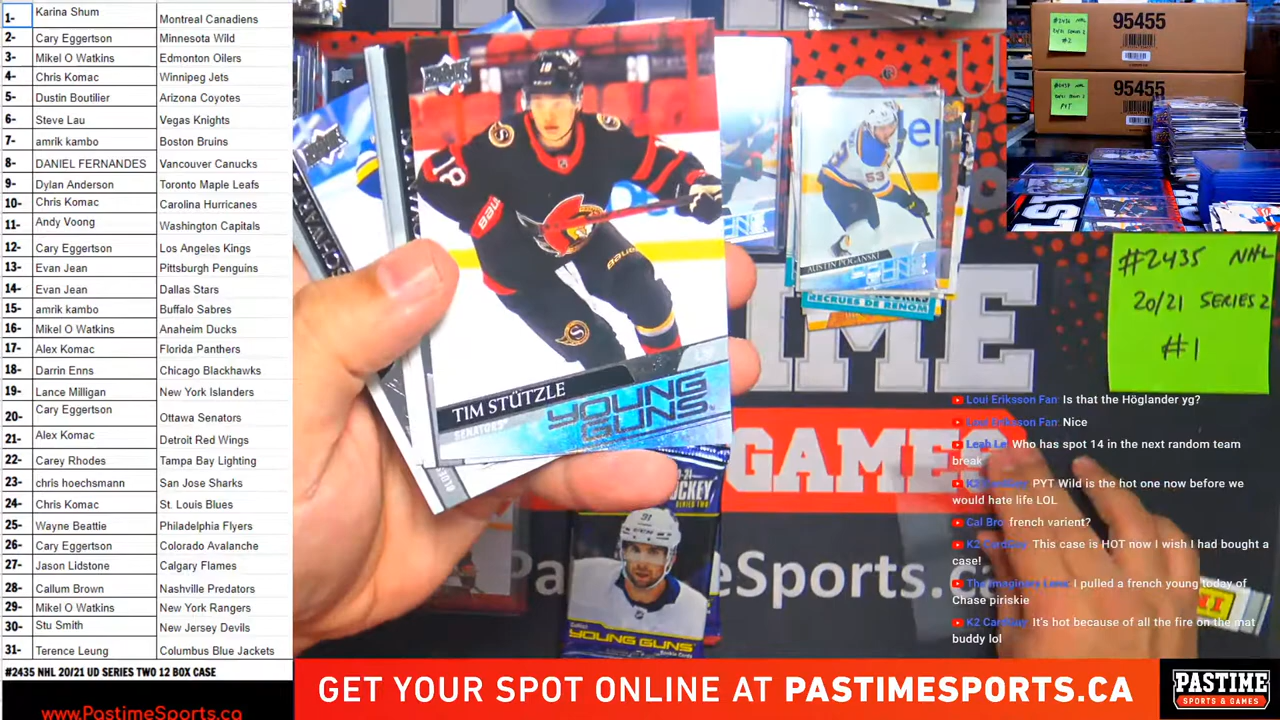 1- Karina Shum Montreal Canadiens
2- Cary Eggertson Minnesota Wild
3- Mikel O Watkins Edmonton Oilers
4- Chris Komac Winnipeg Jets
5- Dustin Boutilier Arizona Coyotes
6- Steve Lau Vegas Knights
7- amrik kambo Boston Bruins
8- DANIEL FERNANDES Vancouver Canucks
9- Dylan Anderson Toronto Maple Leafs
10- Chris Komac Carolina Hurricanes
11- Andy Voong Washington Capitals
12- Cary Eggertson Los Angeles Kings
13- Evan Jean Pittsburgh Penguins
14- Evan Jean Dallas Stars
15- amrik kambo Buffalo Sabres
16- Mikel O Watkins Anaheim Ducks
17- Alex Komac Florida Panthers
18- Darrin Enns Chicago Blackhawks
19- Lance Milligan New York Islanders
20- Cary Eggertson Ottawa Senators
21- Alex Komac Detroit Red Wings
22- Carey Rhodes Tampa Bay Lighting
23- chris hoechsmann San Jose Sharks
24- Chris Komac St. Louis Blues
25- Wayne Beattie Philadelphia Flyers
26- Cary Eggertson Colorado Avalanche
27- Jason Lidstone Calgary Flames
28- Callum Brown Nashville Predators
29- Mikel O Watkins New York Rangers
30- Stu Smith New Jersey Devils
31- Terence Leung Columbus Blue Jackets
#2435 NHL 20/21 UD SERIES TWO 12 BOX CASE
www.PastimeSports.ca
18
18
BAUER
TIM STÜTZLE
SENATORS
YOUNG GUNS
53
AUSTIN POGANSKI
RECRUES DE RENOM
HOCKEY
SERIES TWO
91
YOUNG GUNS
GAME
95455
95455
#2435 NHL
20/21 SERIES 2
#1
Loui Eriksson Fan Is that the Höglander yg?
Loui Eriksson Fan Nice
Leah Le Who has spot 14 in the next random team
break
PYT Wild is the hot one now before we
would hate life LOL
Cal Bro french varient?
This case is HOT now I wish I had bought a
case!
I pulled a french young today of
Chase piriskie
It's hot because of all the fire on the mat
buddy lol
GET YOUR SPOT ONLINE AT PASTIMESPORTS.CA
PASTIME
SPORTS & GAMES